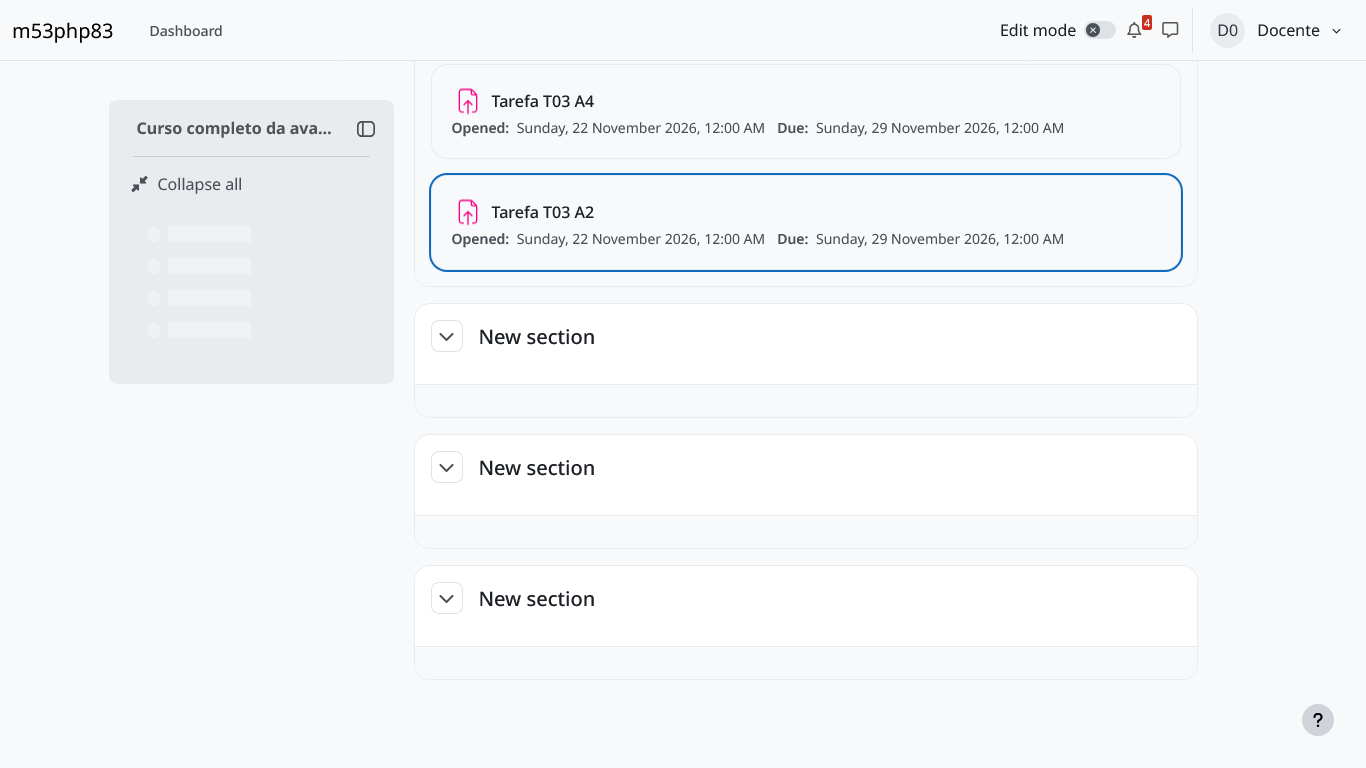 m53php83
Dashboard
Edit mode
4
D0
Docente
Curso completo da ava...
Collapse all
Tarefa T03 A4
Opened: Sunday, 22 November 2026, 12:00 AM Due: Sunday, 29 November 2026, 12:00 AM
Tarefa T03 A2
Opened: Sunday, 22 November 2026, 12:00 AM Due: Sunday, 29 November 2026, 12:00 AM
New section
New section
New section
?